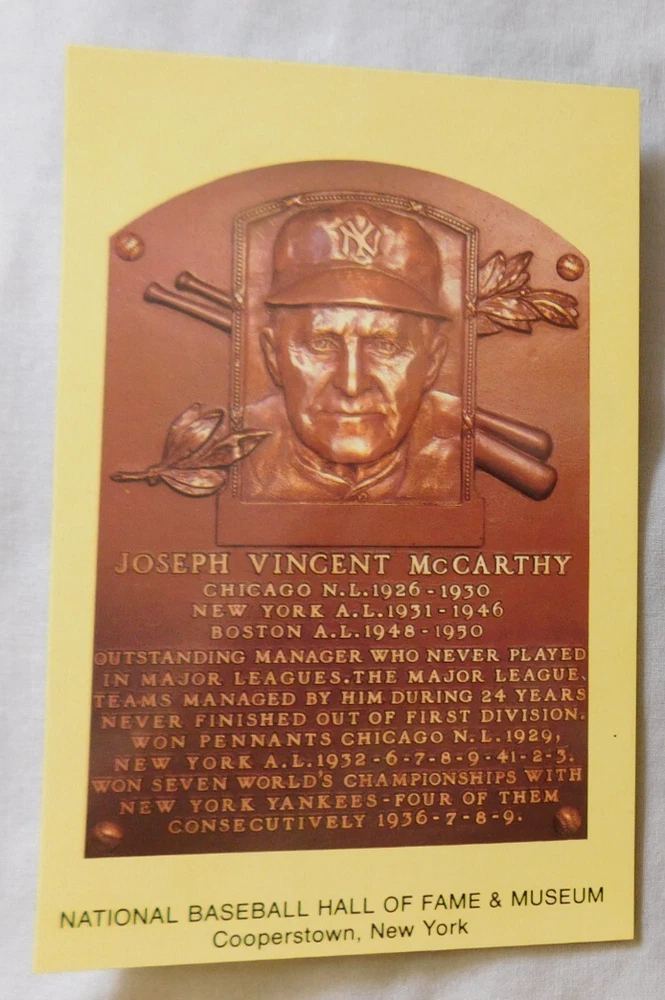 NY
JOSEPH VINCENT McCARTHY
CHICAGO N.L. 1926-1930
NEW YORK A.L. 1931-1946
BOSTON A.L. 1948-1950
OUTSTANDING MANAGER WHO NEVER PLAYED
IN MAJOR LEAGUES. THE MAJOR LEAGUE
TEAMS MANAGED BY HIM DURING 24 YEARS
NEVER FINISHED OUT OF FIRST DIVISION.
WON PENNANTS CHICAGO N.L. 1929,
NEW YORK A.L. 1932-6-7-8-9-41-2-3.
WON SEVEN WORLD'S CHAMPIONSHIPS WITH
NEW YORK YANKEES-FOUR OF THEM
CONSECUTIVELY 1936-7-8-9.
NATIONAL BASEBALL HALL OF FAME & MUSEUM
Cooperstown, New York